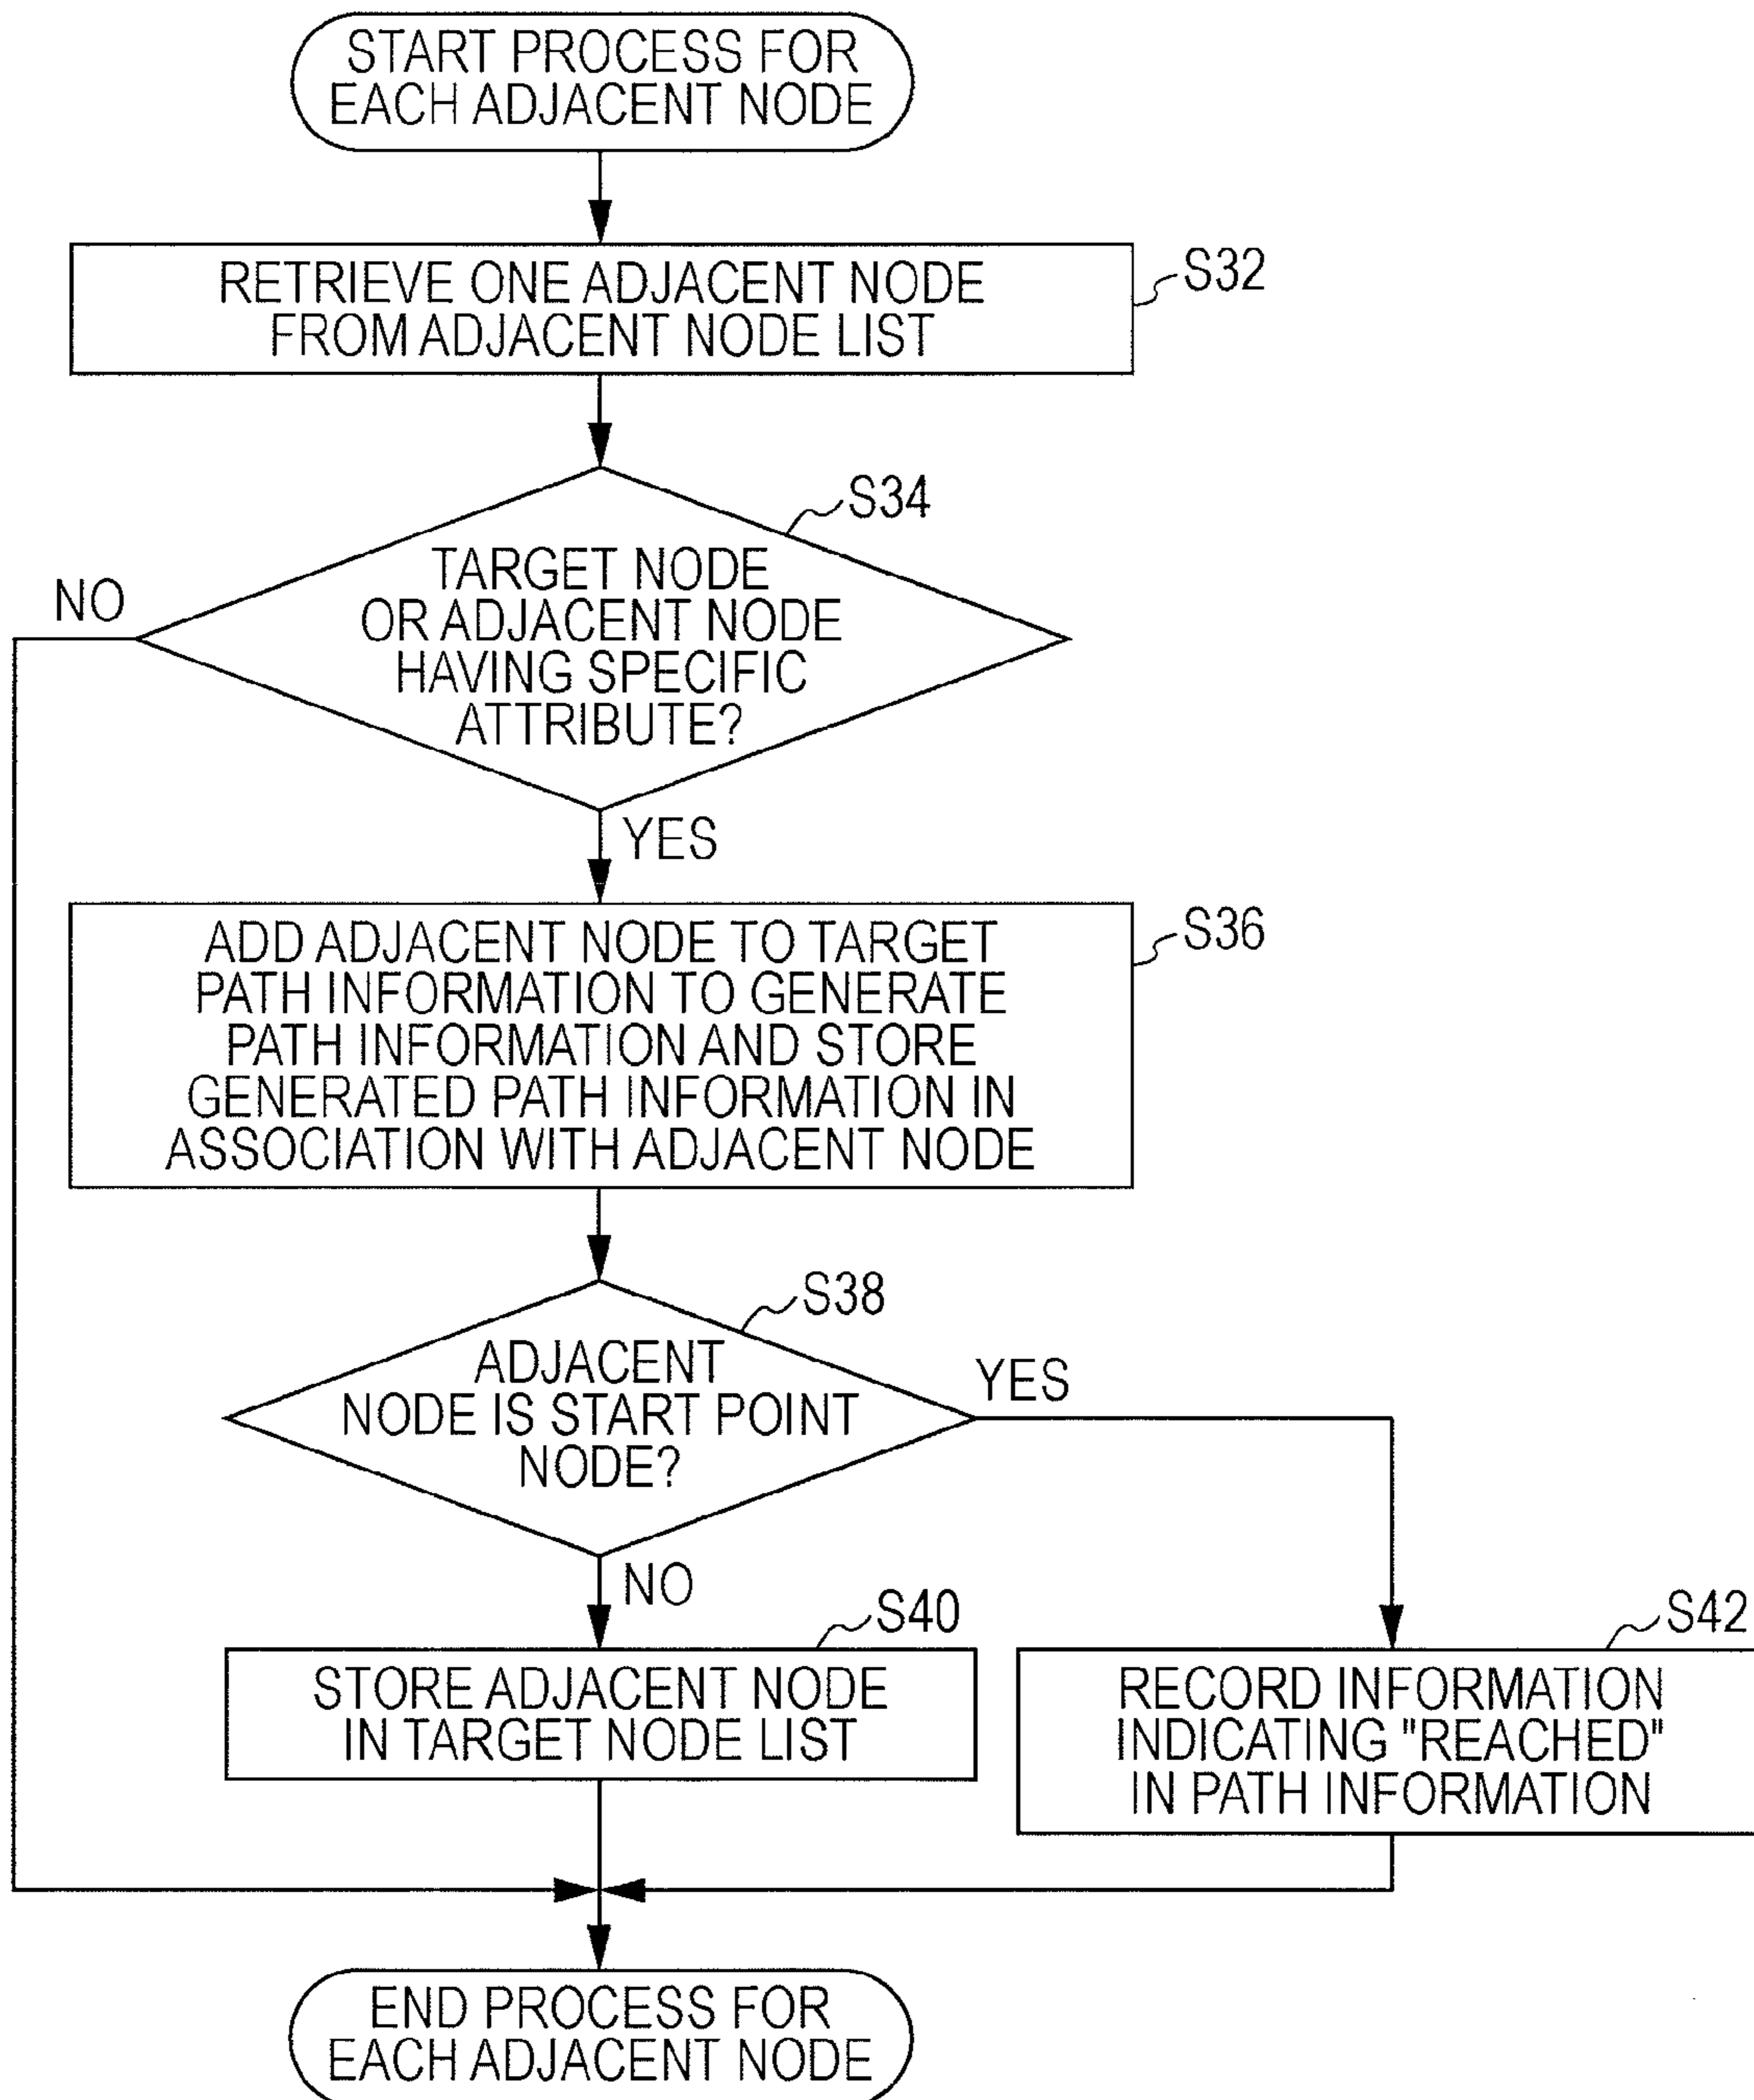 START PROCESS FOR
EACH ADJACENT NODE
RETRIEVE ONE ADJACENT NODE
FROM ADJACENT NODE LIST
S32
S34
TARGET NODE
OR ADJACENT NODE
HAVING SPECIFIC
ATTRIBUTE?
NO
YES
ADD ADJACENT NODE TO TARGET
PATH INFORMATION TO GENERATE
PATH INFORMATION AND STORE
GENERATED PATH INFORMATION IN
ASSOCIATION WITH ADJACENT NODE
S36
S38
ADJACENT
NODE IS START POINT
NODE?
YES
NO
S40
STORE ADJACENT NODE
IN TARGET NODE LIST
S42
RECORD INFORMATION
INDICATING "REACHED"
IN PATH INFORMATION
END PROCESS FOR
EACH ADJACENT NODE